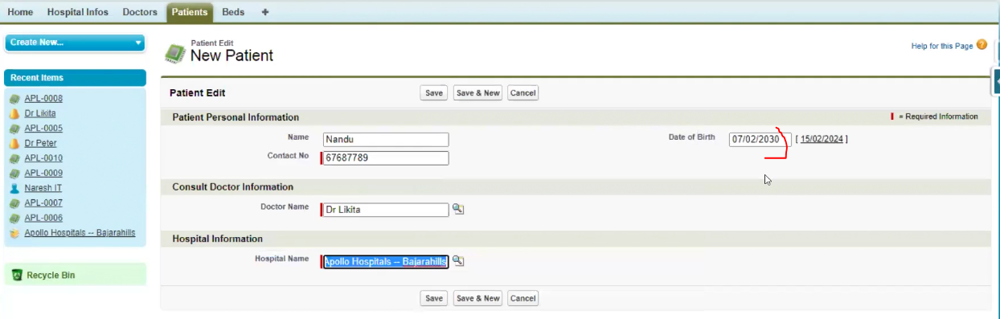 Home Hospital Infos Doctors Patients Beds +
Create New...
Recent Items
APL-0008
Dr Likita
APL-0005
Dr Peter
APL-0010
APL-0009
Naresh IT
APL-0007
APL-0006
Apollo Hospitals -- Bajarahills
Recycle Bin
Patient Edit
New Patient
Help for this Page ?
Patient Edit Save Save & New Cancel
Patient Personal Information = Required Information
Name Nandu Date of Birth 07/02/2030 [ 15/02/2024 ]
Contact No 67687789
Consult Doctor Information
Doctor Name Dr Likita
Hospital Information
Hospital Name Apollo Hospitals -- Bajarahills
Save Save & New Cancel